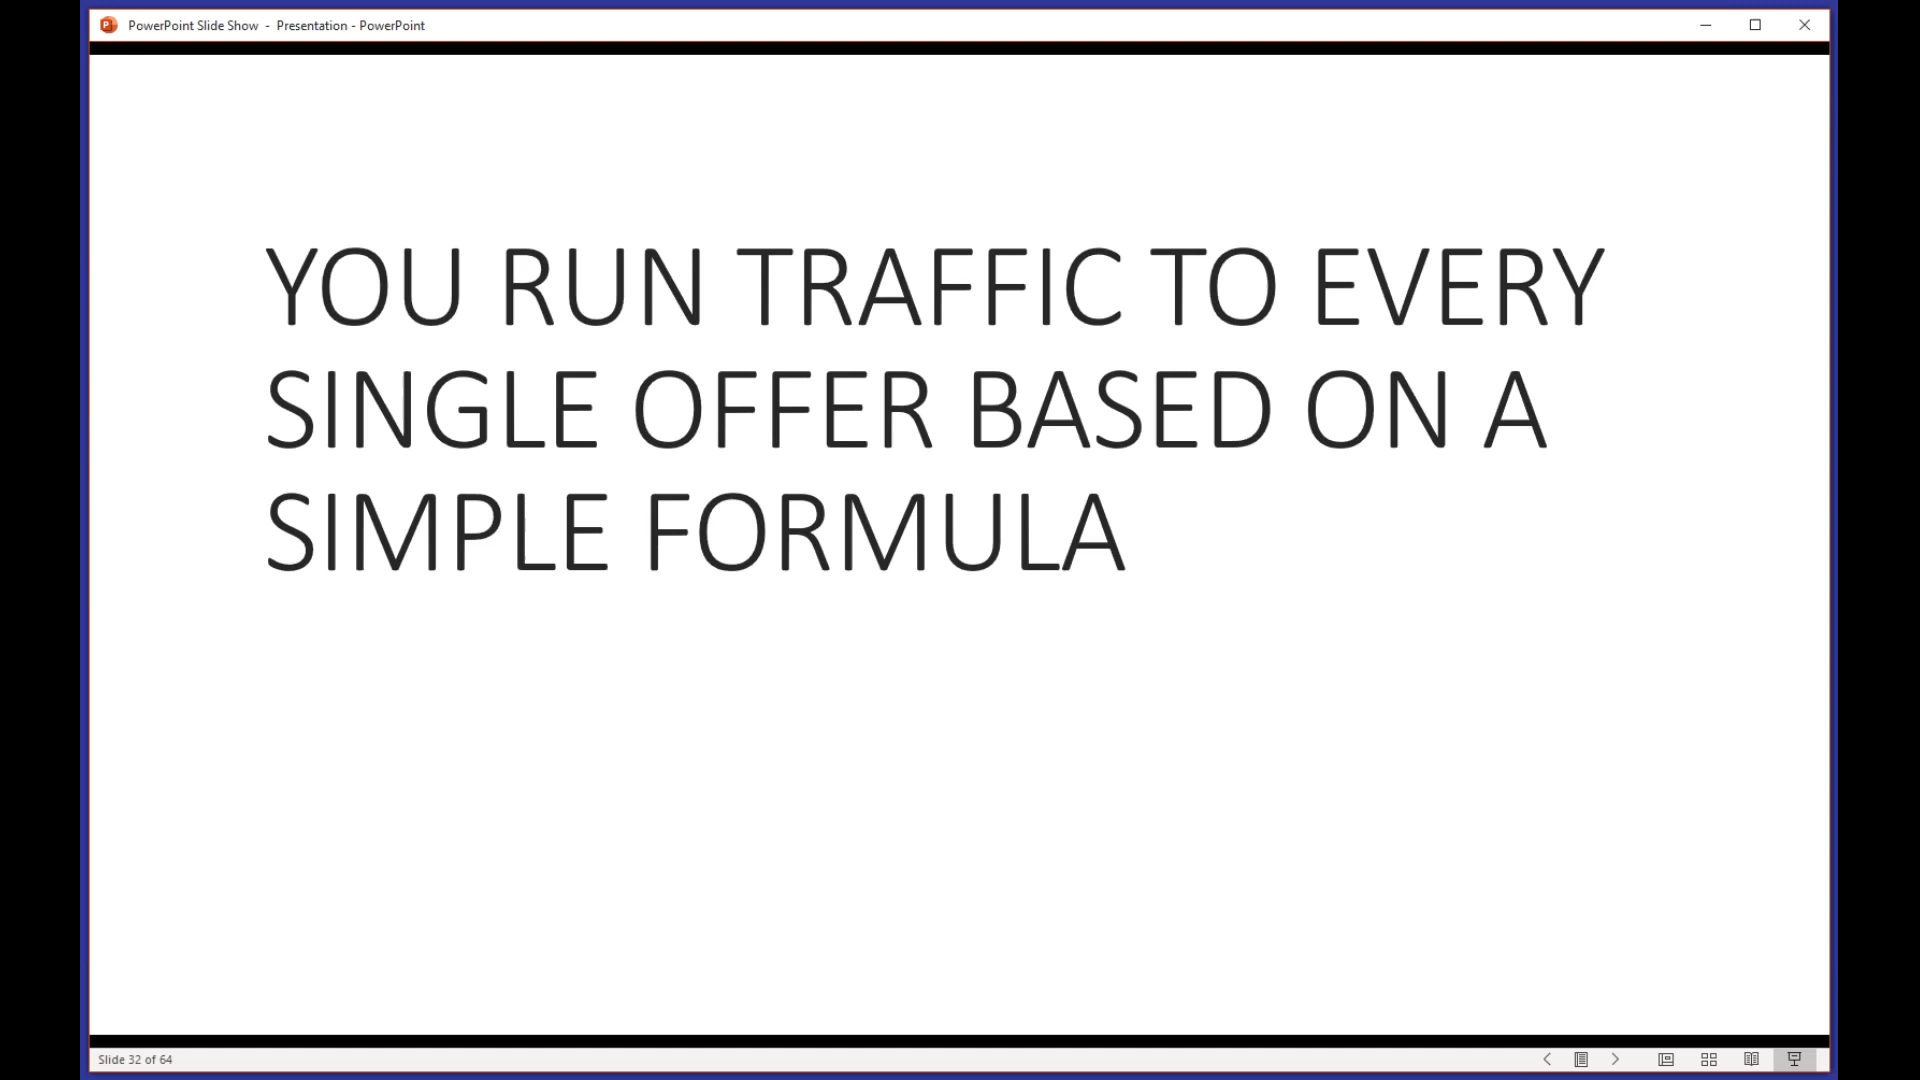 PowerPoint Slide Show - Presentation - PowerPoint
YOU RUN TRAFFIC TO EVERY
SINGLE OFFER BASED ON A
SIMPLE FORMULA
Slide 32 of 64